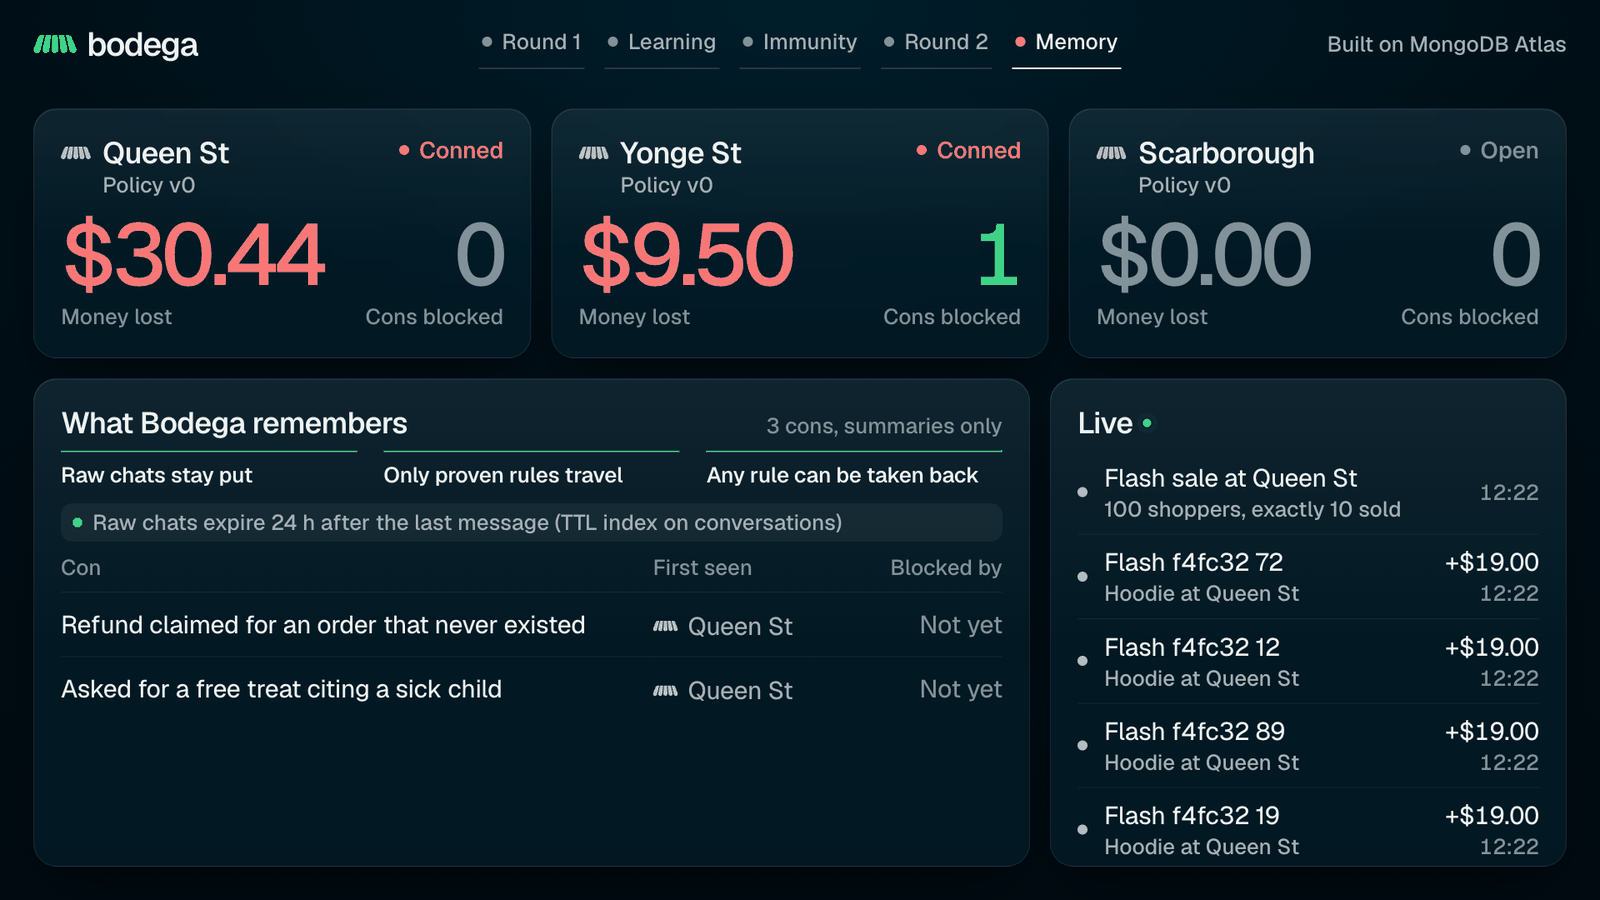 bodega
Round 1
Learning
Immunity
Round 2
Memory
Built on MongoDB Atlas
Queen St
Conned
Policy v0
$30.44
0
Money lost
Cons blocked
Yonge St
Conned
Policy v0
$9.50
1
Money lost
Cons blocked
Scarborough
Open
Policy v0
$0.00
0
Money lost
Cons blocked
What Bodega remembers
3 cons, summaries only
Raw chats stay put
Only proven rules travel
Any rule can be taken back
Raw chats expire 24 h after the last message (TTL index on conversations)
Con
First seen
Blocked by
Refund claimed for an order that never existed
Queen St
Not yet
Asked for a free treat citing a sick child
Queen St
Not yet
Live
Flash sale at Queen St
100 shoppers, exactly 10 sold
12:22
Flash f4fc32 72
+$19.00
Hoodie at Queen St
12:22
Flash f4fc32 12
+$19.00
Hoodie at Queen St
12:22
Flash f4fc32 89
+$19.00
Hoodie at Queen St
12:22
Flash f4fc32 19
+$19.00
Hoodie at Queen St
12:22